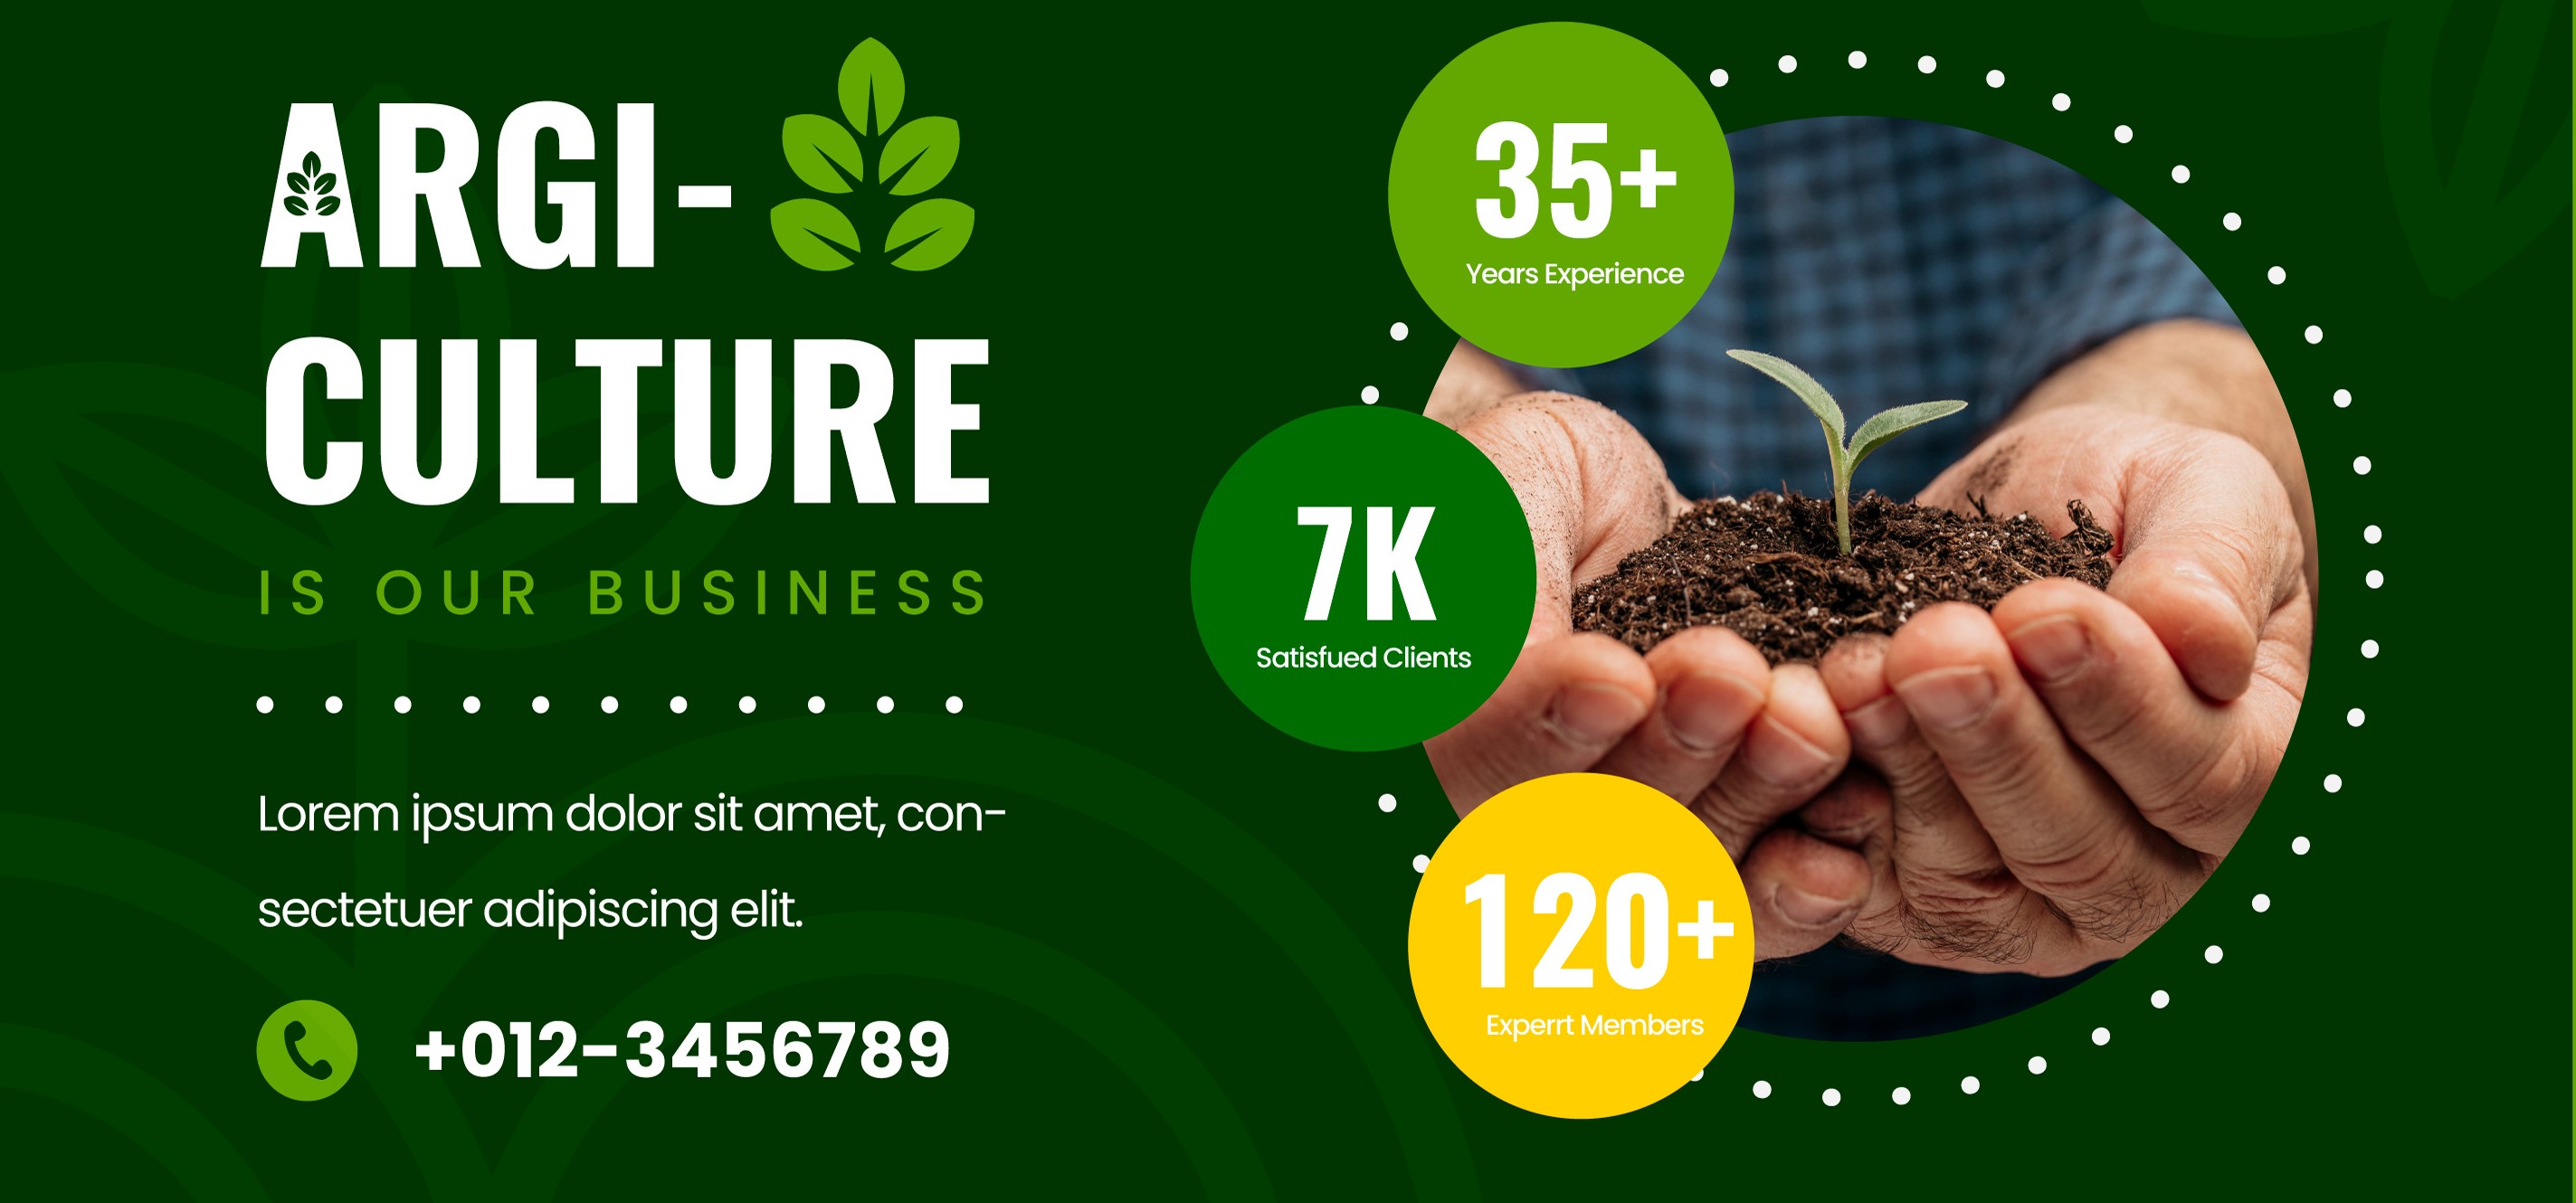 ARGI-
CULTURE
IS OUR BUSINESS
Lorem ipsum dolor sit amet, con-
sectetuer adipiscing elit.
+012-3456789
35+
Years Experience
7K
Satisfued Clients
120+
Experrt Members